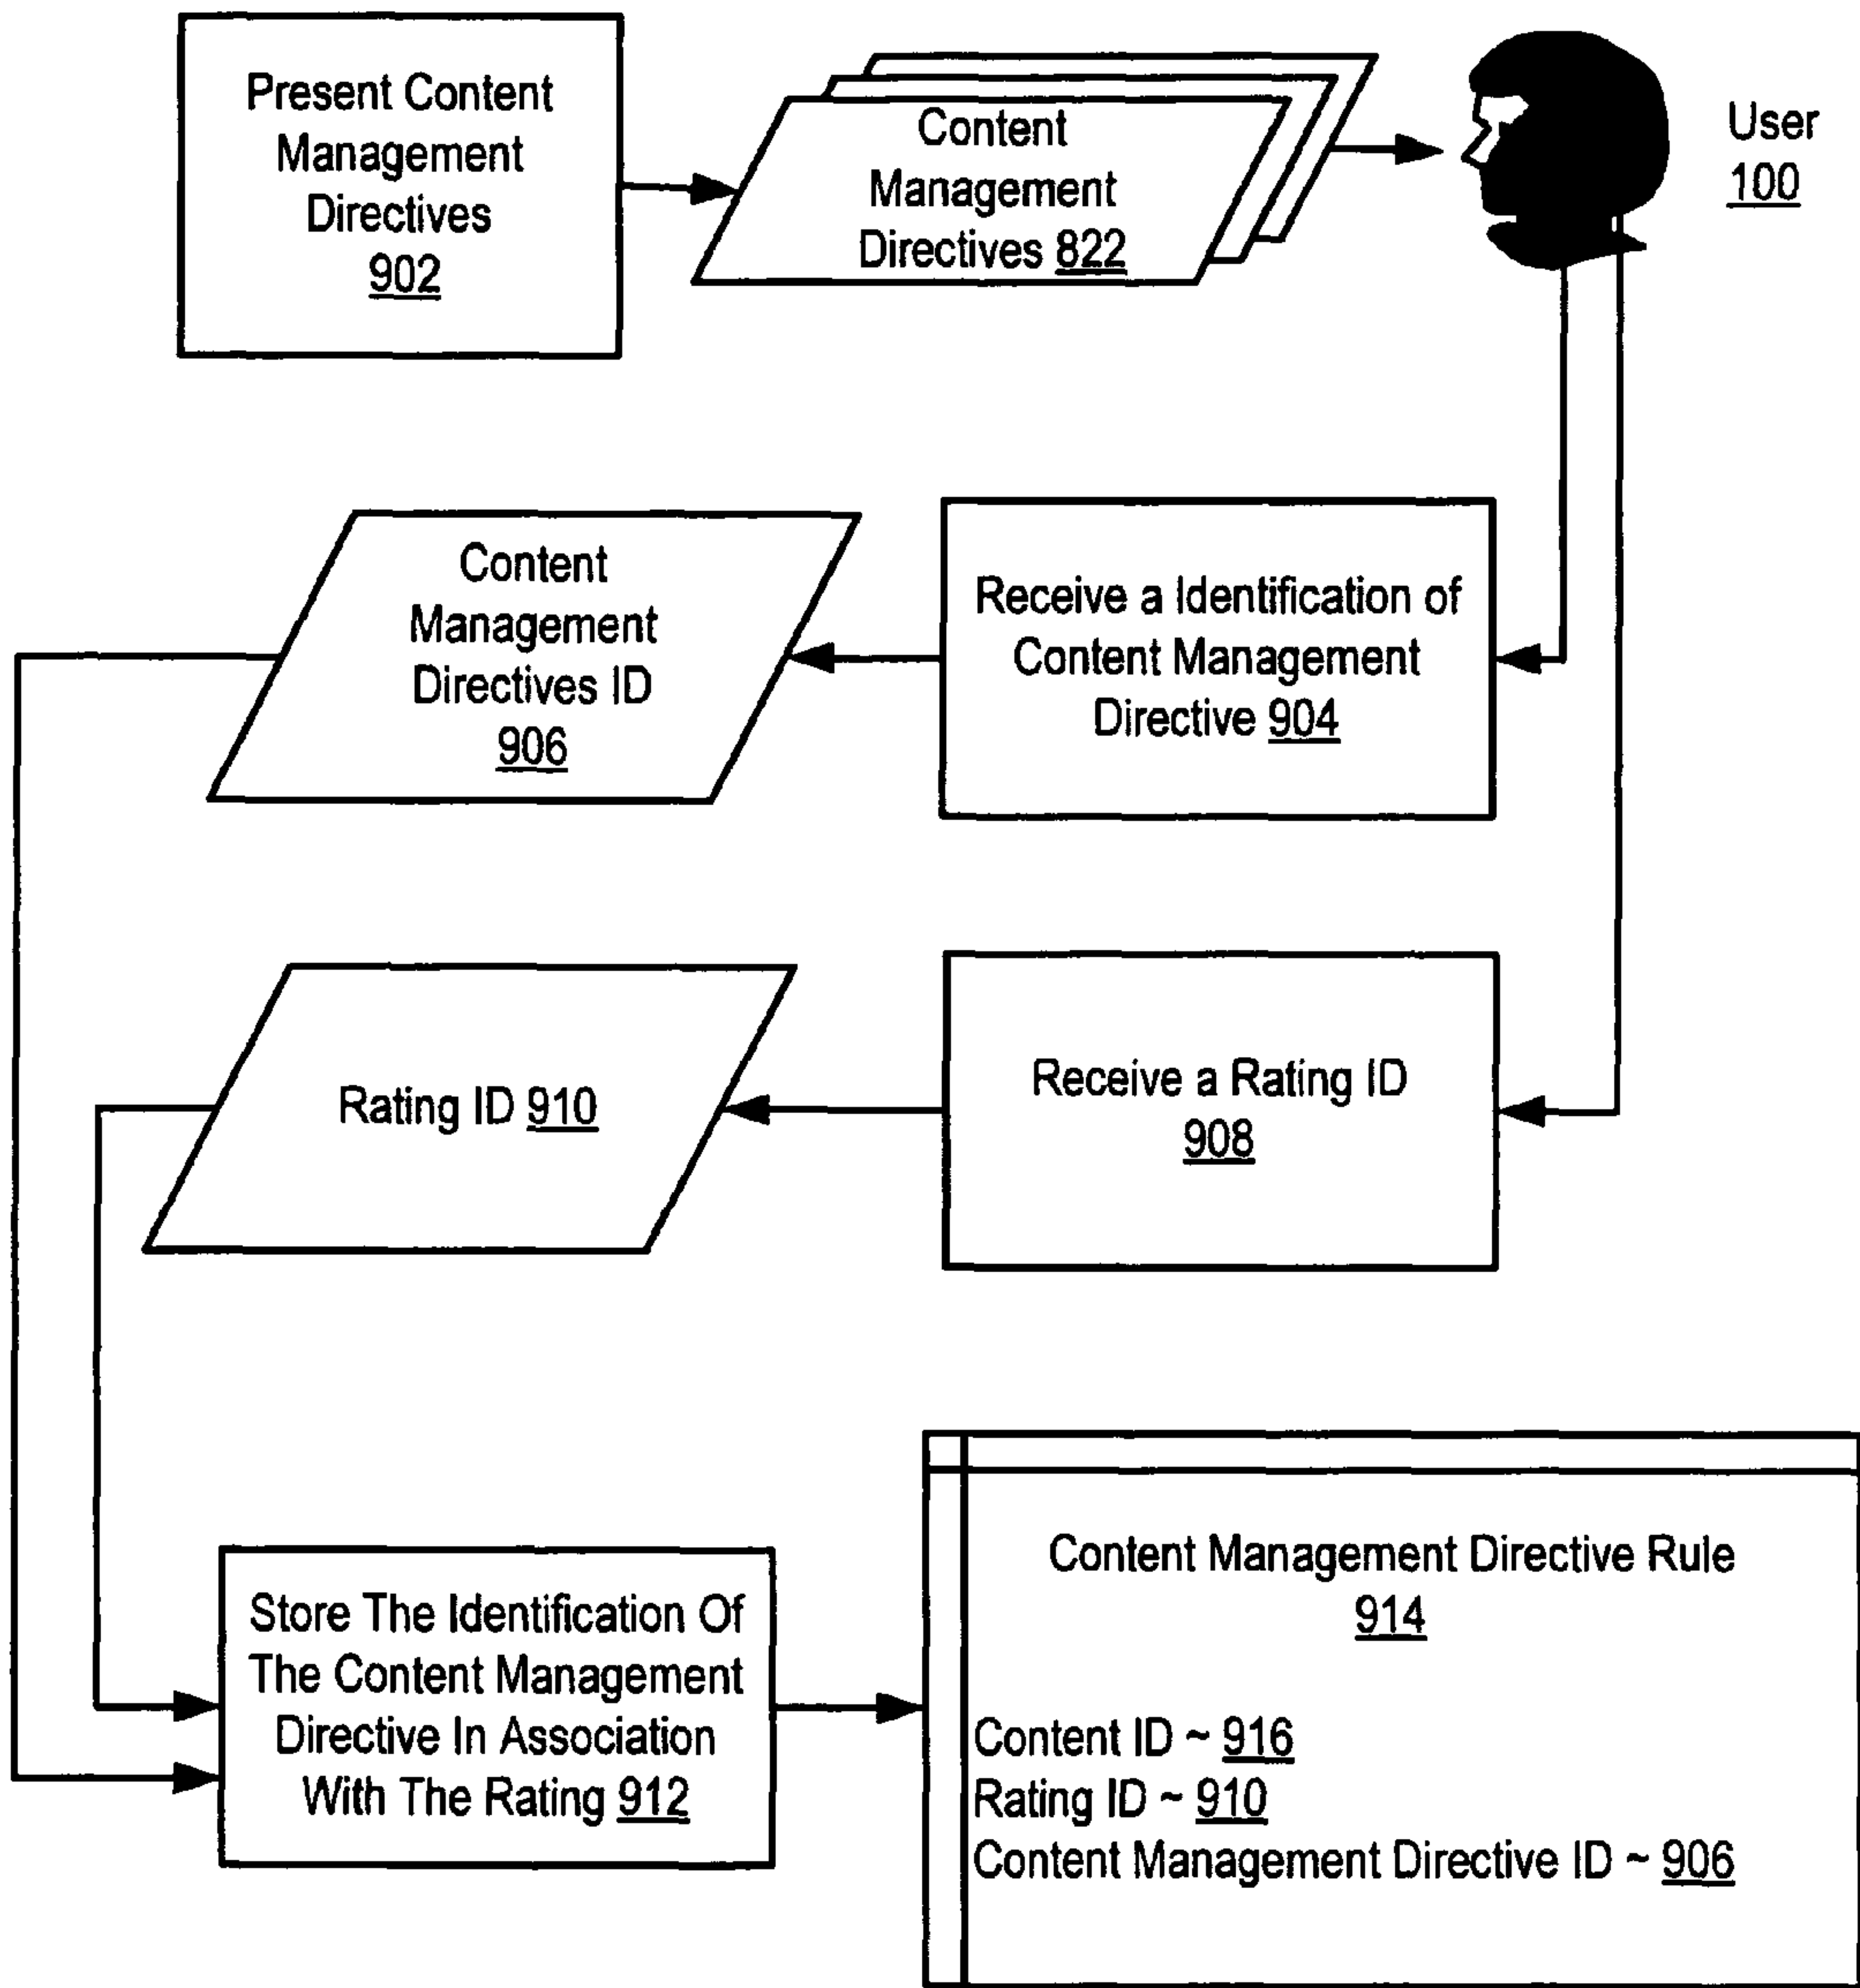 Present Content
Management
Directives
902
Content
Management
Directives 822
User
100
Content
Management
Directives ID
906
Receive a Identification of
Content Management
Directive 904
Rating ID 910
Receive a Rating ID
908
Store The Identification Of
The Content Management
Directive In Association
With The Rating 912
Content Management Directive Rule
914
Content ID ~ 916
Rating ID ~ 910
Content Management Directive ID ~ 906